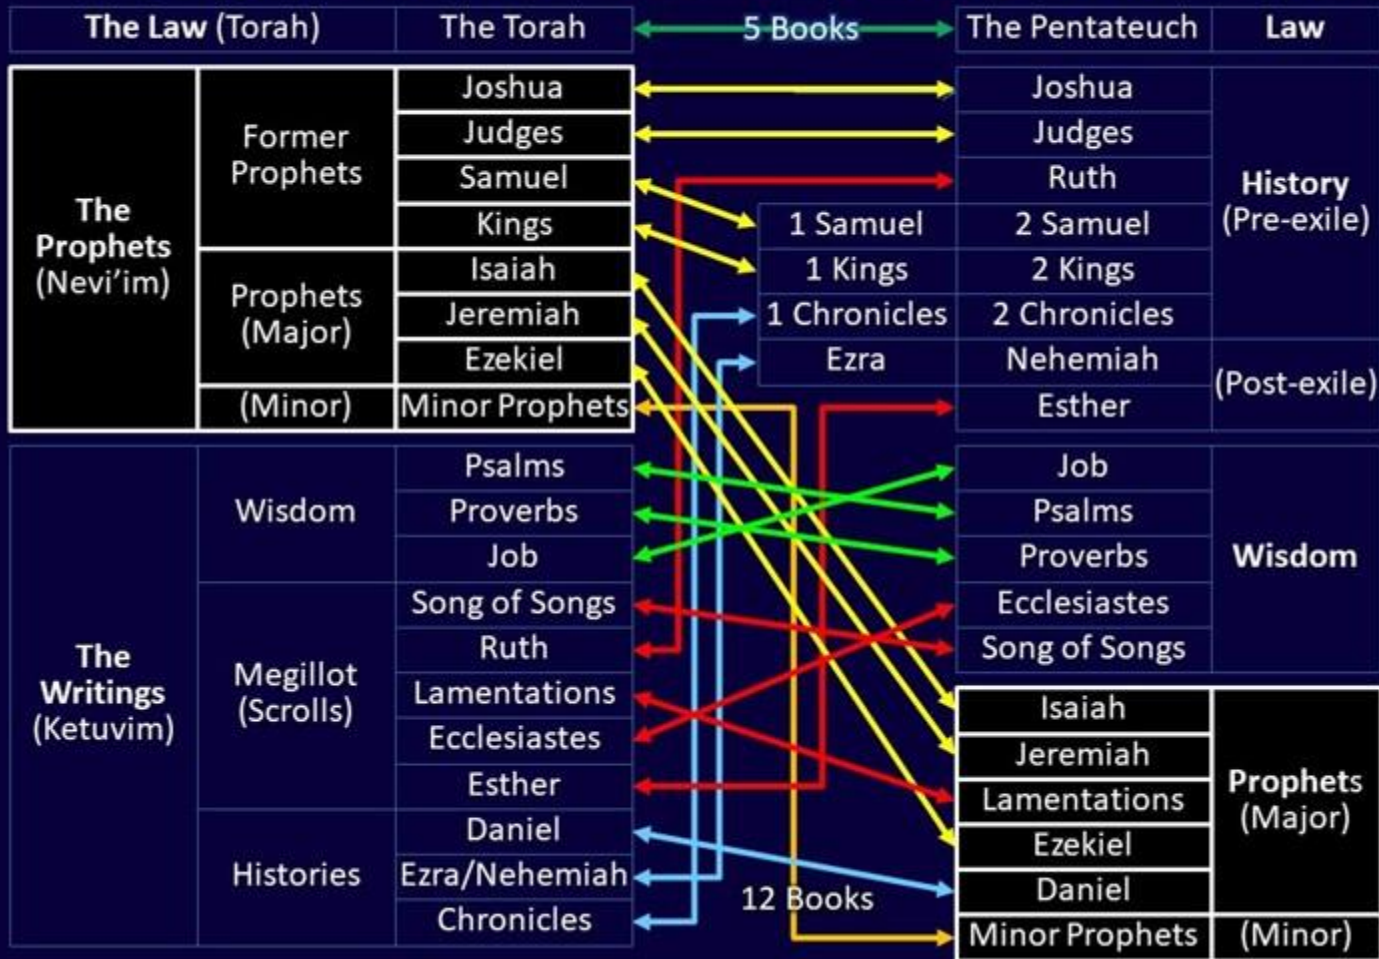 The Law (Torah)
The Torah
5 Books
The Pentateuch
Law
The
Prophets
(Nevi’im)
Former
Prophets
Joshua
Judges
Samuel
Kings
Prophets
(Major)
Isaiah
Jeremiah
Ezekiel
(Minor)
Minor Prophets
The
Writings
(Ketuvim)
Wisdom
Psalms
Proverbs
Job
Megillot
(Scrolls)
Song of Songs
Ruth
Lamentations
Ecclesiastes
Esther
Histories
Daniel
Ezra/Nehemiah
Chronicles
12 Books
Joshua
Judges
Ruth
1 Samuel
2 Samuel
1 Kings
2 Kings
1 Chronicles
2 Chronicles
Ezra
Nehemiah
Esther
History
(Pre-exile)
(Post-exile)
Job
Psalms
Proverbs
Ecclesiastes
Song of Songs
Wisdom
Isaiah
Jeremiah
Lamentations
Ezekiel
Daniel
Prophets
(Major)
Minor Prophets
(Minor)